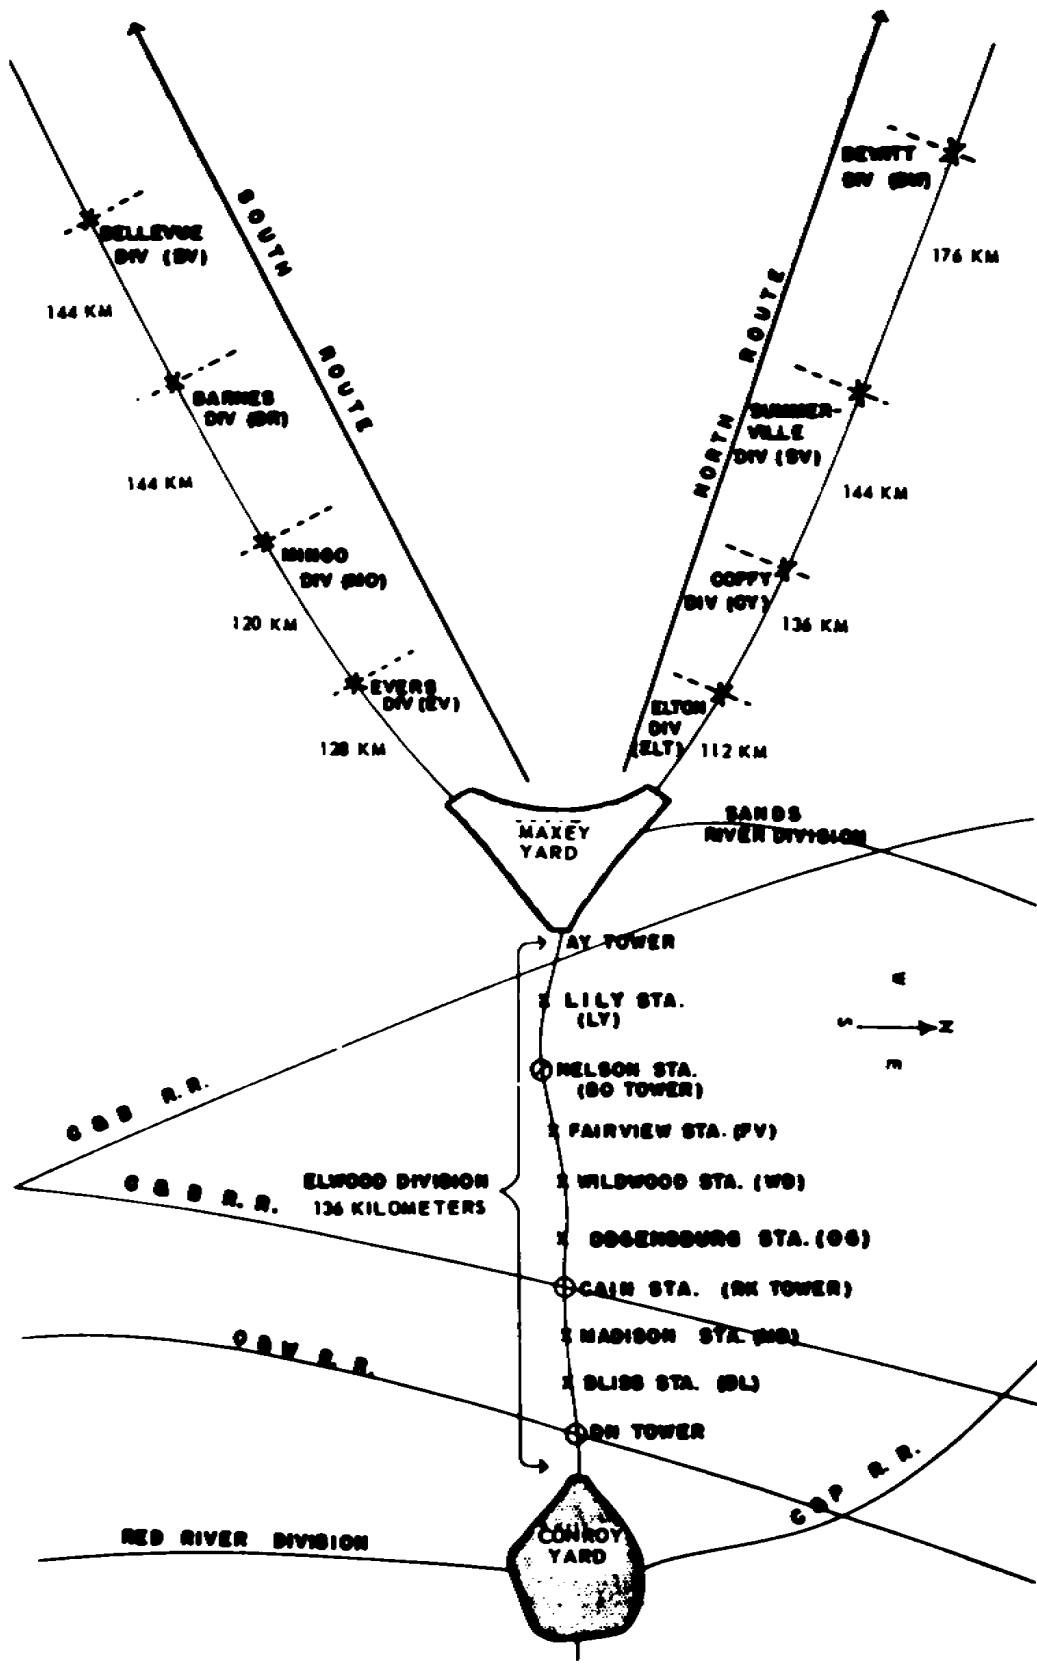 SOUTH ROUTE
NORTH ROUTE
DEWITT
DIV (DW)
176 KM
BELLEVUE
DIV (BV)
144 KM
BARNES
DIV (BR)
144 KM
SUMMER-
VILLE
DIV (SV)
144 KM
MINGO
DIV (MO)
120 KM
COFFY
DIV (CY)
136 KM
EVERS
DIV (EV)
128 KM
ELTON
DIV
(ELT)
112 KM
MAXEY
YARD
SANDS
RIVER DIVISION
AY TOWER
LILY STA.
(LY)
W
S
N
E
NELSON STA.
(BO TOWER)
C & S R.R.
FAIRVIEW STA. (FV)
ELWOOD DIVISION
136 KILOMETERS
C & S R.R.
WILDWOOD STA. (WD)
OGGENSBURG STA. (OG)
CAIN STA. (RK TOWER)
MADISON STA. (MD)
BLISS STA. (BL)
R.R.
DN TOWER
R.R.
RED RIVER DIVISION
CONROY
YARD